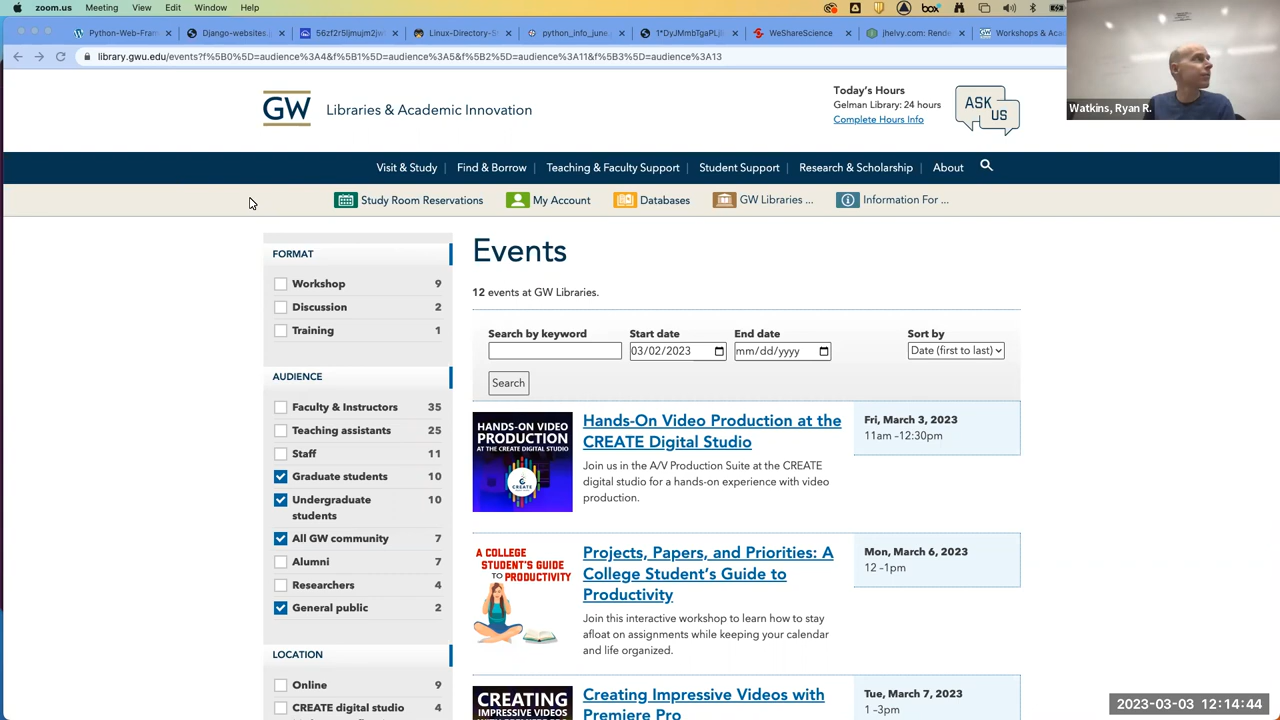 zoom.us Meeting View Edit Window Help
Python-Web-Fram
Django-websites.j
56zf2r5ljmujm2jw
Linux-Directory-S
python_info_june.
1*DyJMmbTgaPLjk
WeShareScience
jhelvy.com: Rende
Workshops & Aca
library.gwu.edu/events?f%5B0%5D=audience%3A4&f%5B1%5D=audience%3A5&f%5B2%5D=audience%3A11&f%5B3%5D=audience%3A13
Watkins, Ryan R.
GW Libraries & Academic Innovation
Today's Hours
Gelman Library: 24 hours
Complete Hours Info
ASK
US
Visit & Study | Find & Borrow | Teaching & Faculty Support | Student Support | Research & Scholarship | About
Study Room Reservations My Account Databases GW Libraries ... Information For ...
FORMAT
Workshop 9
Discussion 2
Training 1
AUDIENCE
Faculty & Instructors 35
Teaching assistants 25
Staff 11
Graduate students 10
Undergraduate 10
students
All GW community 7
Alumni 7
Researchers 4
General public 2
LOCATION
Online 9
CREATE digital studio 4
Events
12 events at GW Libraries.
Search by keyword Start date End date Sort by
03/02/2023 mm/dd/yyyy Date (first to last)
Search
HANDS-ON VIDEO
PRODUCTION
AT THE CREATE DIGITAL STUDIO
CREATE
Hands-On Video Production at the
CREATE Digital Studio
Join us in the A/V Production Suite at the CREATE
digital studio for a hands-on experience with video
production.
Fri, March 3, 2023
11am –12:30pm
A COLLEGE
STUDENT'S GUIDE
TO PRODUCTIVITY
Projects, Papers, and Priorities: A
College Student's Guide to
Productivity
Join this interactive workshop to learn how to stay
afloat on assignments while keeping your calendar
and life organized.
Mon, March 6, 2023
12 –1pm
CREATING
IMPRESSIVE VIDEOS
Creating Impressive Videos with
Premiere Pro
Tue, March 7, 2023
1 –3pm
2023-03-03 12:14:44